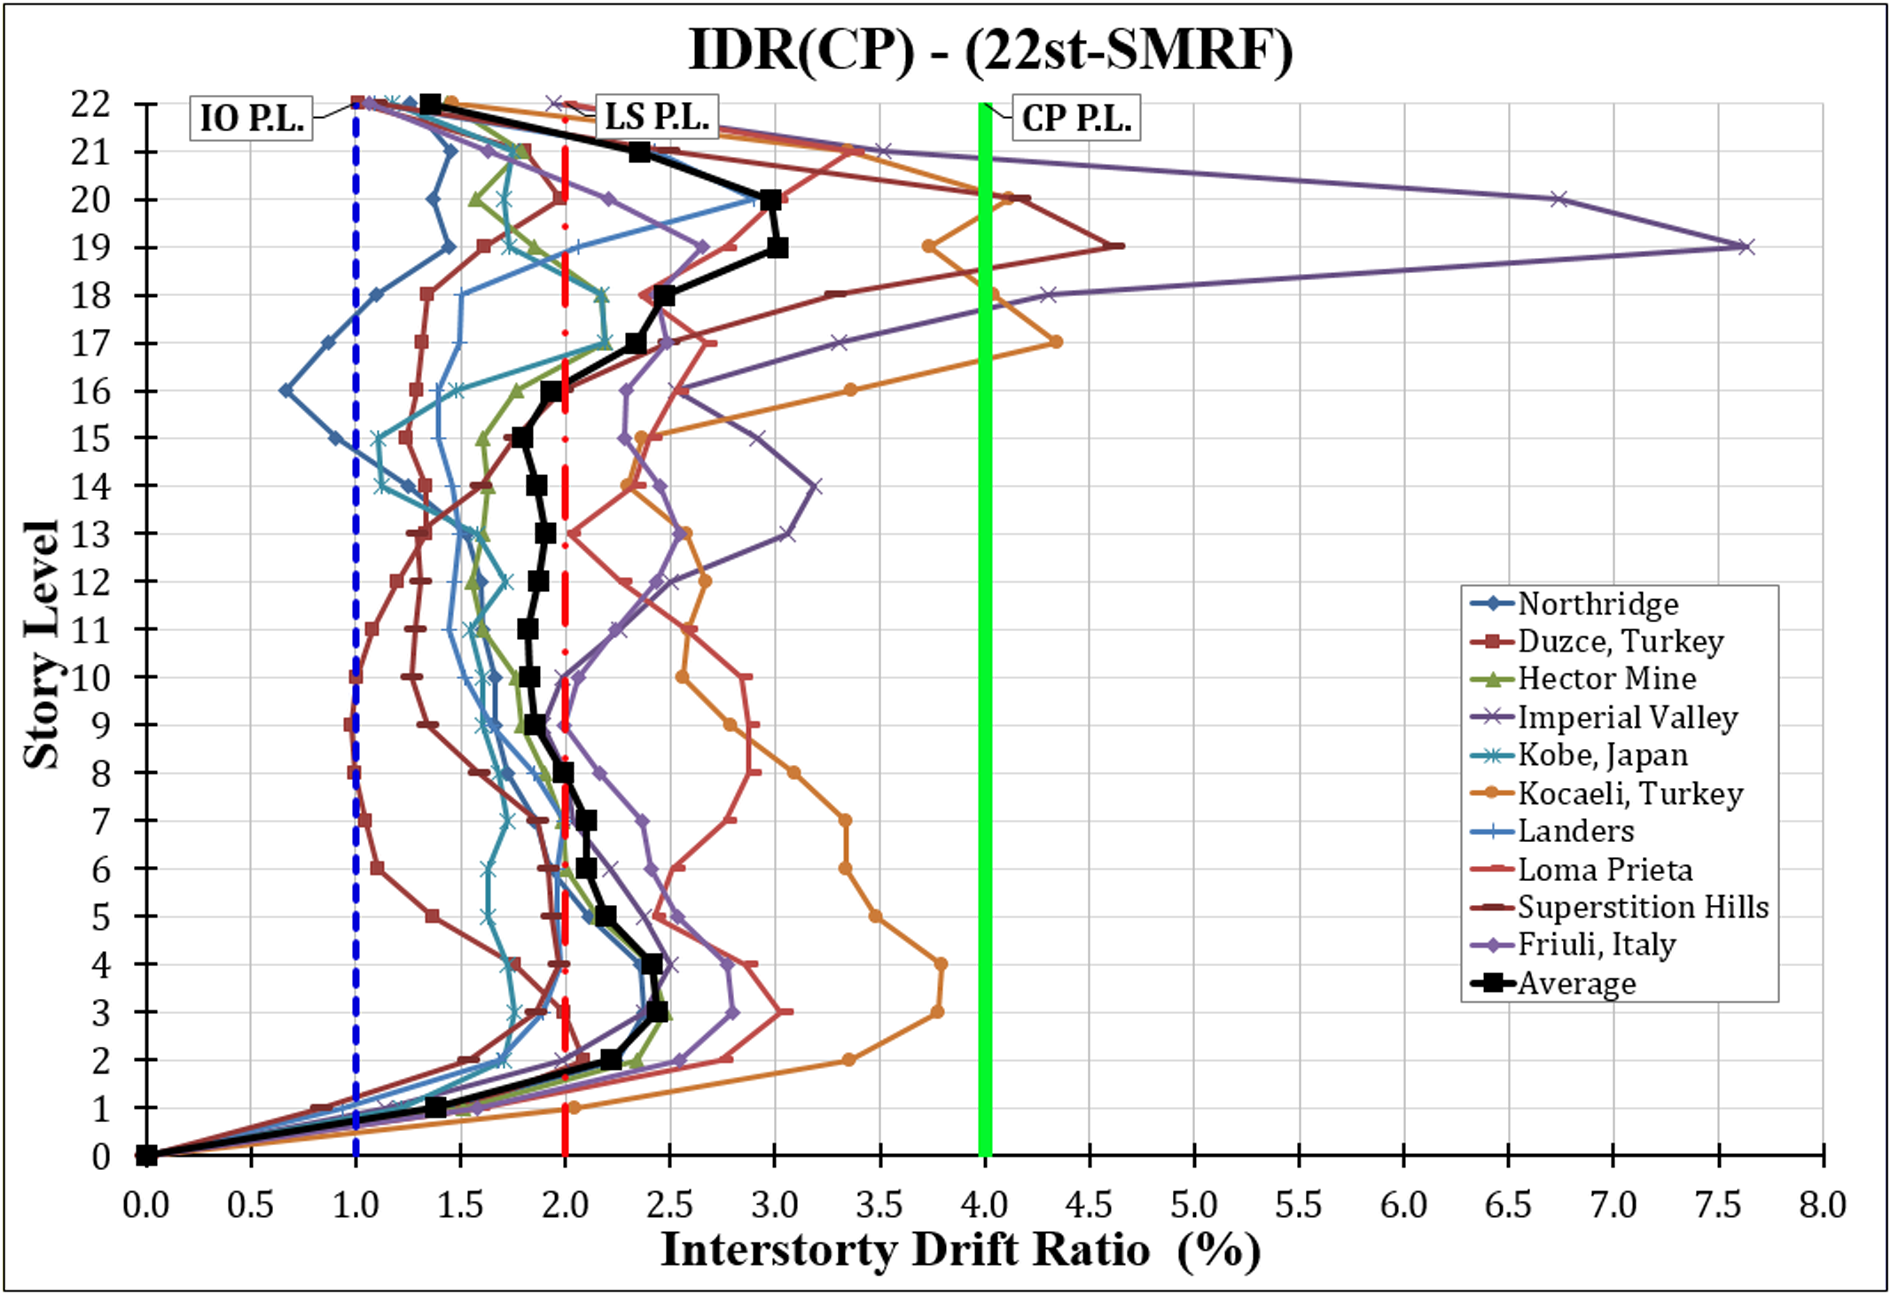 IDR(CP) - (22st-SMRF)
IO P.L.
LS P.L.
CP P.L.
Story Level
22
21
20
19
18
17
16
15
14
13
12
11
10
9
8
7
6
5
4
3
2
1
0
Northridge
Duzce, Turkey
Hector Mine
Imperial Valley
Kobe, Japan
Kocaeli, Turkey
Landers
Loma Prieta
Superstition Hills
Friuli, Italy
Average
0.0 0.5 1.0 1.5 2.0 2.5 3.0 3.5 4.0 4.5 5.0 5.5 6.0 6.5 7.0 7.5 8.0
Interstorty Drift Ratio (%)